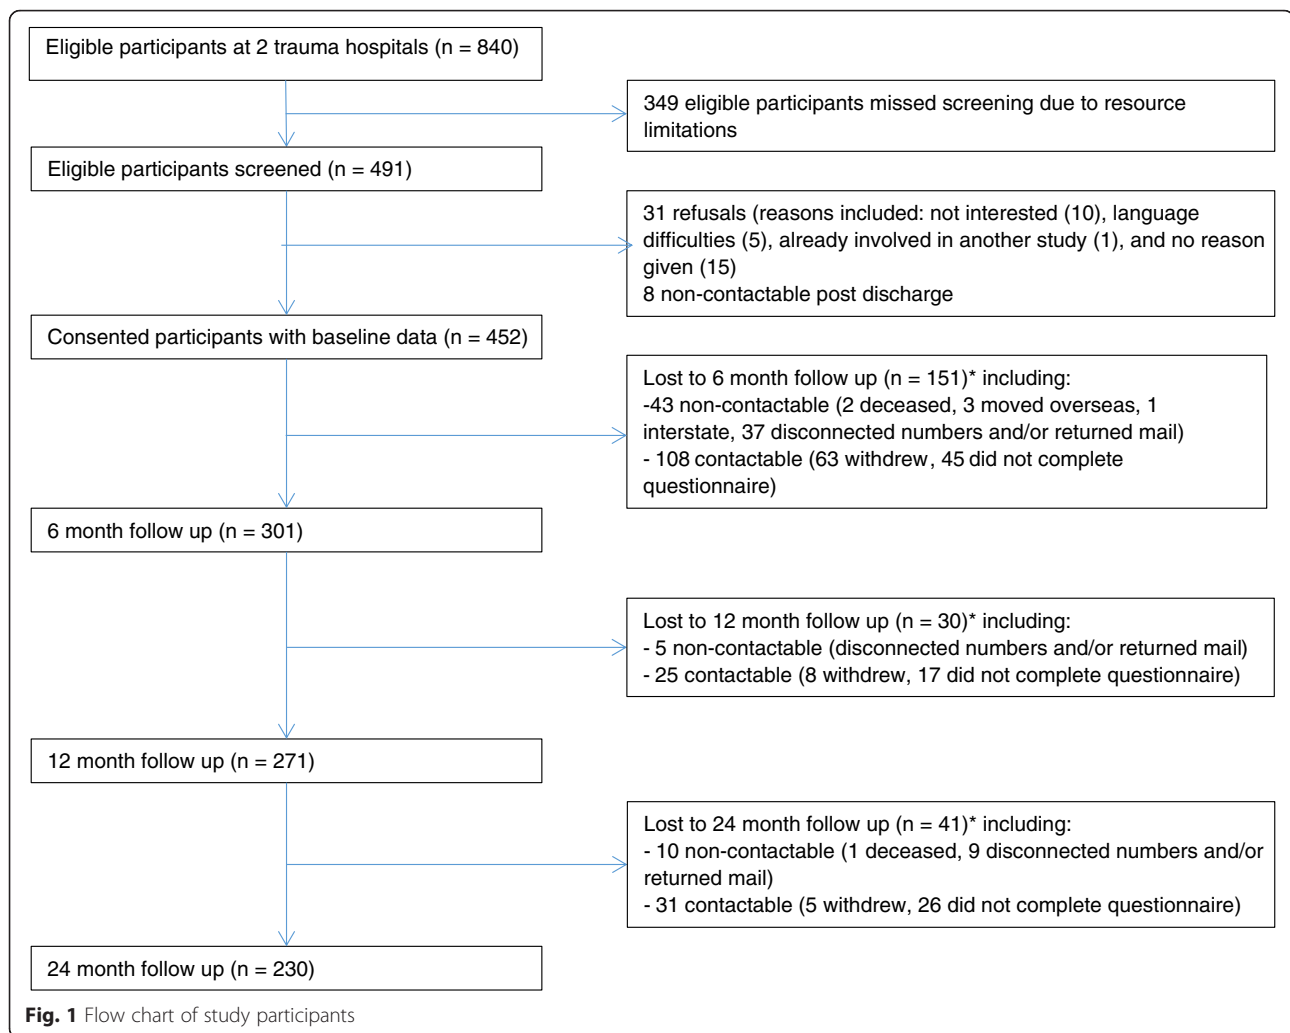 Eligible participants at 2 trauma hospitals (n = 840)
349 eligible participants missed screening due to resource
limitations
Eligible participants screened (n = 491)
31 refusals (reasons included: not interested (10), language
difficulties (5), already involved in another study (1), and no reason
given (15)
8 non-contactable post discharge
Consented participants with baseline data (n = 452)
Lost to 6 month follow up (n = 151)* including:
-43 non-contactable (2 deceased, 3 moved overseas, 1
interstate, 37 disconnected numbers and/or returned mail)
- 108 contactable (63 withdrew, 45 did not complete
questionnaire)
6 month follow up (n = 301)
Lost to 12 month follow up (n = 30)* including:
- 5 non-contactable (disconnected numbers and/or returned mail)
- 25 contactable (8 withdrew, 17 did not complete questionnaire)
12 month follow up (n = 271)
Lost to 24 month follow up (n = 41)* including:
- 10 non-contactable (1 deceased, 9 disconnected numbers and/or
returned mail)
- 31 contactable (5 withdrew, 26 did not complete questionnaire)
24 month follow up (n = 230)
Fig. 1 Flow chart of study participants